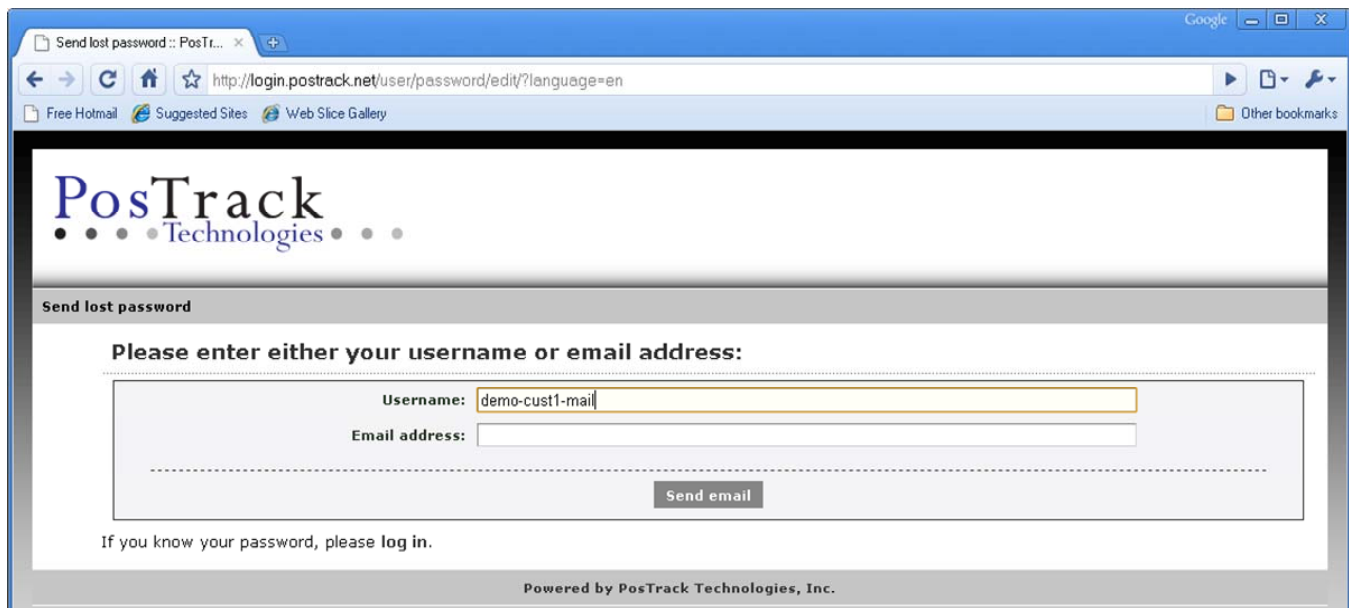 Google
Send lost password :: PosTr...
http://login.postrack.net/user/password/edit/?language=en
Free Hotmail Suggested Sites Web Slice Gallery Other bookmarks
PosTrack
Technologies
Send lost password
Please enter either your username or email address:
Username: demo-cust1-mail
Email address:
Send email
If you know your password, please log in.
Powered by PosTrack Technologies, Inc.